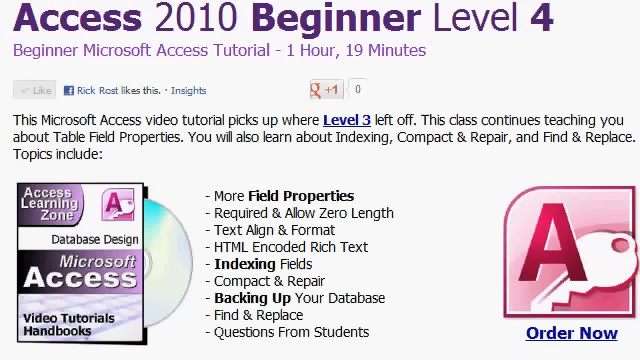 Access 2010 Beginner Level 4
Beginner Microsoft Access Tutorial - 1 Hour, 19 Minutes
Like
Rick Rost likes this. · Insights
g +1
0
This Microsoft Access video tutorial picks up where Level 3 left off. This class continues teaching you
about Table Field Properties. You will also learn about Indexing, Compact & Repair, and Find & Replace.
Topics include:
Access
Learning
Zone
A
Database Design
Microsoft
Access
Video Tutorials
Handbooks
- More Field Properties
- Required & Allow Zero Length
- Text Align & Format
- HTML Encoded Rich Text
- Indexing Fields
- Compact & Repair
- Backing Up Your Database
- Find & Replace
- Questions From Students
A
Order Now